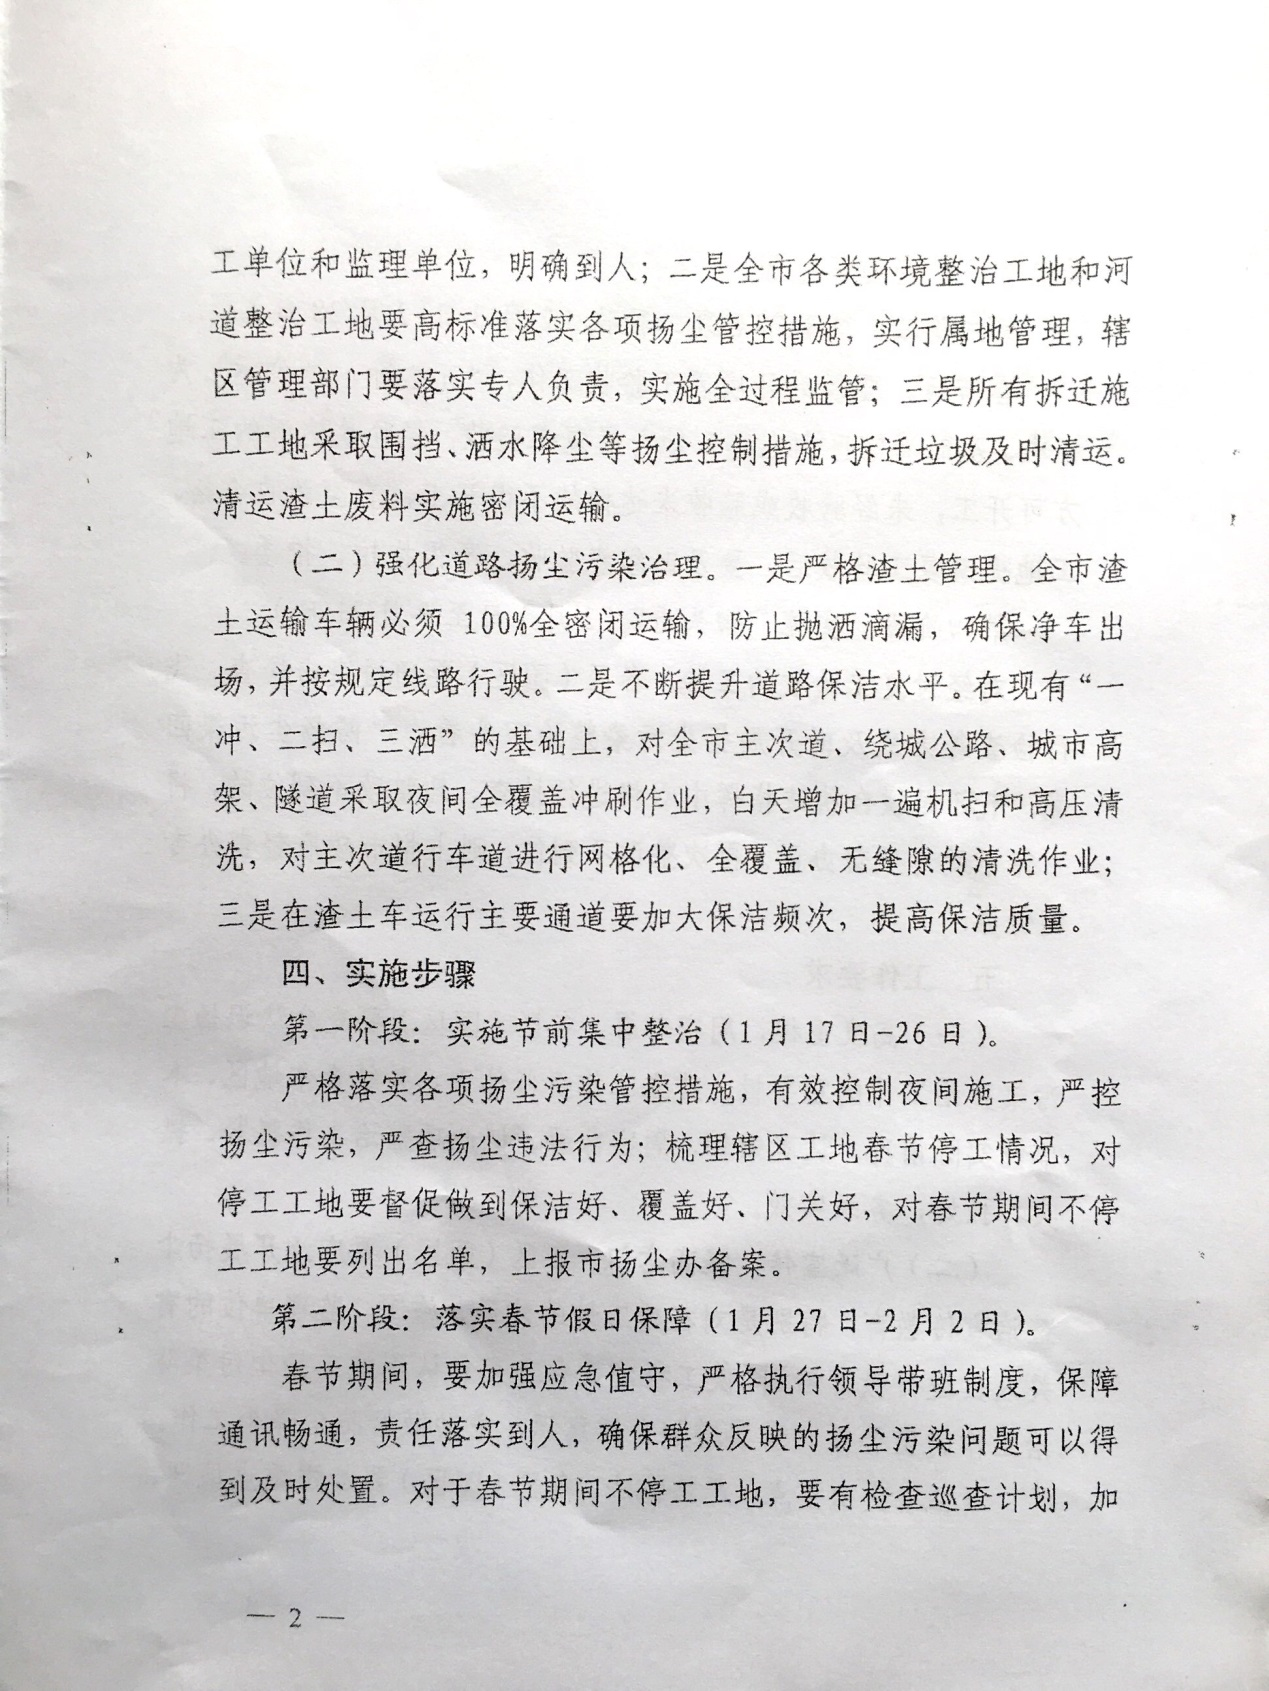 工单位和监理单位，明确到人；二是全市各类环境整治工地和河
道整治工地要高标准落实各项扬尘管控措施，实行属地管理，辖
区管理部门要落实专人负责，实施全过程监管；三是所有拆迁施
工工地采取围挡、洒水降尘等扬尘控制措施，拆迁垃圾及时清运。
清运渣土废料实施密闭运输。
（二）强化道路扬尘污染治理。一是严格渣土管理。全市渣
土运输车辆必须 100%全密闭运输，防止抛洒滴漏，确保净车出
场，并按规定线路行驶。二是不断提升道路保洁水平。在现有“一
冲、二扫、三洒”的基础上，对全市主次道、绕城公路、城市高
架、隧道采取夜间全覆盖冲刷作业，白天增加一遍机扫和高压清
洗，对主次道行车道进行网格化、全覆盖、无缝隙的清洗作业；
三是在渣土车运行主要通道要加大保洁频次，提高保洁质量。
四、实施步骤
第一阶段：实施节前集中整治（1 月 17 日-26 日）。
严格落实各项扬尘污染管控措施，有效控制夜间施工，严控
扬尘污染，严查扬尘违法行为；梳理辖区工地春节停工情况，对
停工工地要督促做到保洁好、覆盖好、门关好，对春节期间不停
工工地要列出名单，上报市扬尘办备案。
第二阶段：落实春节假日保障（1 月 27 日-2 月 2 日）。
春节期间，要加强应急值守，严格执行领导带班制度，保障
通讯畅通，责任落实到人，确保群众反映的扬尘污染问题可以得
到及时处置。对于春节期间不停工工地，要有检查巡查计划，加
— 2 —